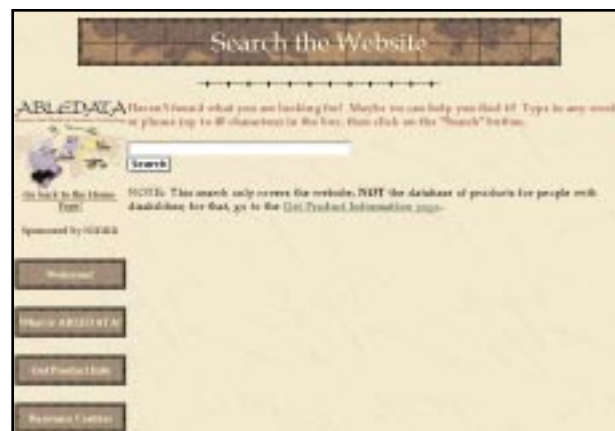 Search the Website
ABLEDATA
Haven't found what you are looking for? Maybe we can help you find it! Type in any word
or phrase (up to characters in the box, then click on the "Search" button.
Search
Go back to the Home
Page!
NOTE: This search only covers the website, NOT the database of products for people with
disabilities; for that, go to the Get Product Information page.
Sponsored by NIDRR
Welcome!
What is ABLEDATA?
Get Product Info
Resource Centers